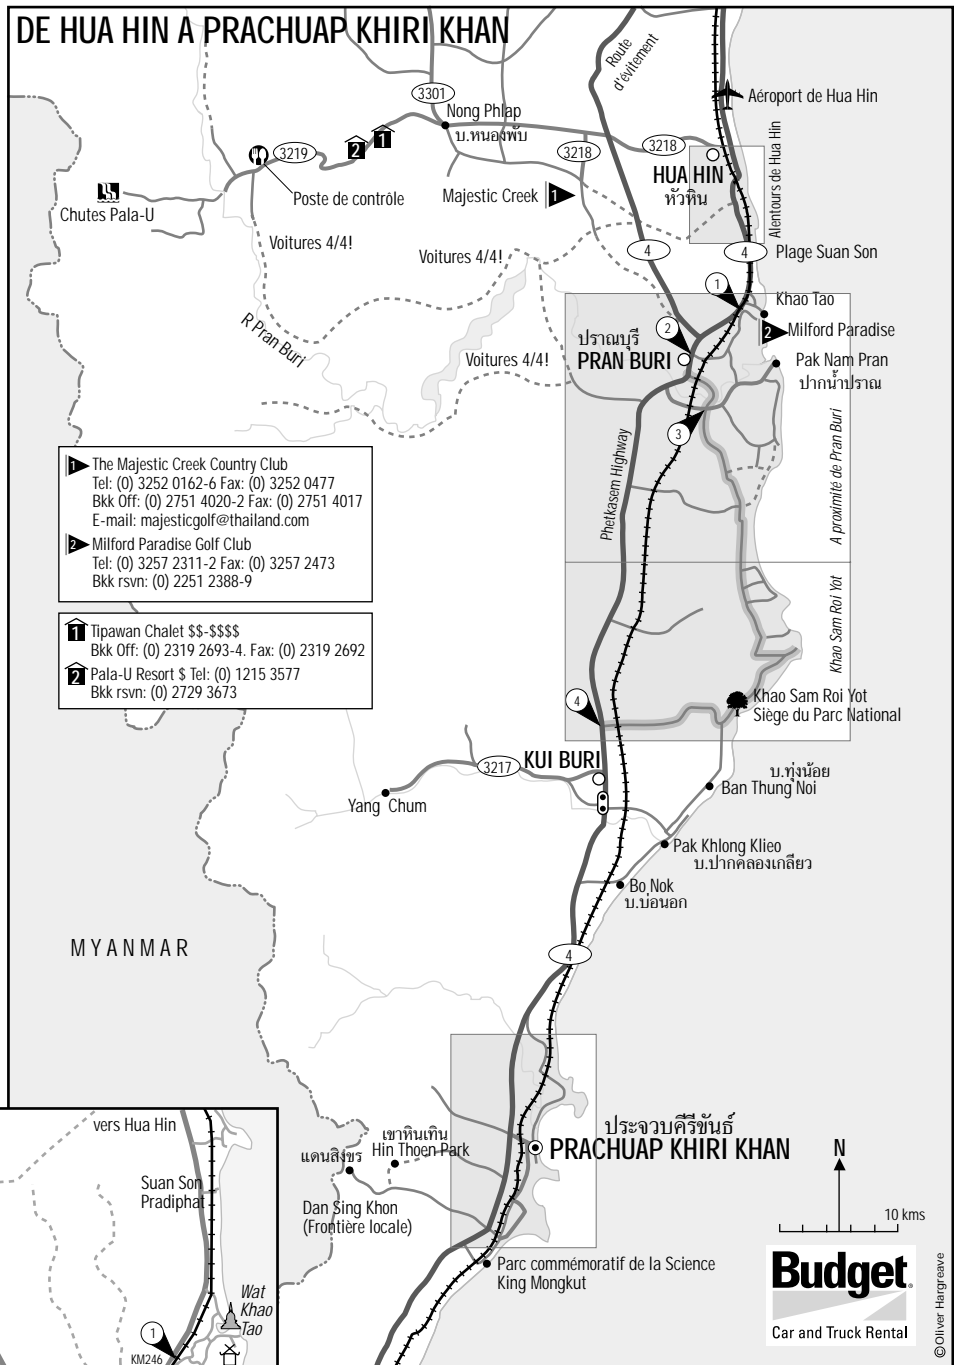 DE HUA HIN A PRACHUAP KHIRI KHAN
Route
d'évitement
3301
Nong Phlap
บ.หนองพับ
Aéroport de Hua Hin
3219
2
1
3218
3218
HUA HIN
หัวหิน
Alentours de Hua Hin
Poste de contrôle
Majestic Creek
1
Chutes Pala-U
Voitures 4/4!
Voitures 4/4!
4
4
Plage Suan Son
1
Khao Tao
R Pran Buri
2
2
Milford Paradise
ปราณบุรี
PRAN BURI
Voitures 4/4!
Pak Nam Pran
ปากน้ำปราณ
3
Phetkasem Highway
A proximité de Pran Buri
1 The Majestic Creek Country Club
Tel: (0) 3252 0162-6 Fax: (0) 3252 0477
Bkk Off: (0) 2751 4020-2 Fax: (0) 2751 4017
E-mail: majesticgolf@thailand.com
2 Milford Paradise Golf Club
Tel: (0) 3257 2311-2 Fax: (0) 3257 2473
Bkk rsvn: (0) 2251 2388-9
1 Tipawan Chalet $$-$$$$
Bkk Off: (0) 2319 2693-4. Fax: (0) 2319 2692
2 Pala-U Resort $ Tel: (0) 1215 3577
Bkk rsvn: (0) 2729 3673
Khao Sam Roi Yot
4
Khao Sam Roi Yot
Siège du Parc National
3217
KUI BURI
Yang Chum
บ.ทุ่งน้อย
Ban Thung Noi
Pak Khlong Klieo
บ.ปากคลองเกลียว
Bo Nok
บ.บ่อนอก
MYANMAR
4
ประจวบคีรีขันธ์
PRACHUAP KHIRI KHAN
เขาหินเทิน
Hin Thoen Park
แดนสิงขร
Dan Sing Khon
(Frontière locale)
Parc commémoratif de la Science
King Mongkut
N
10 kms
vers Hua Hin
Suan Son
Pradiphat
Wat
Khao
Tao
1
KM246
Budget®
Car and Truck Rental
©Oliver Hargreave